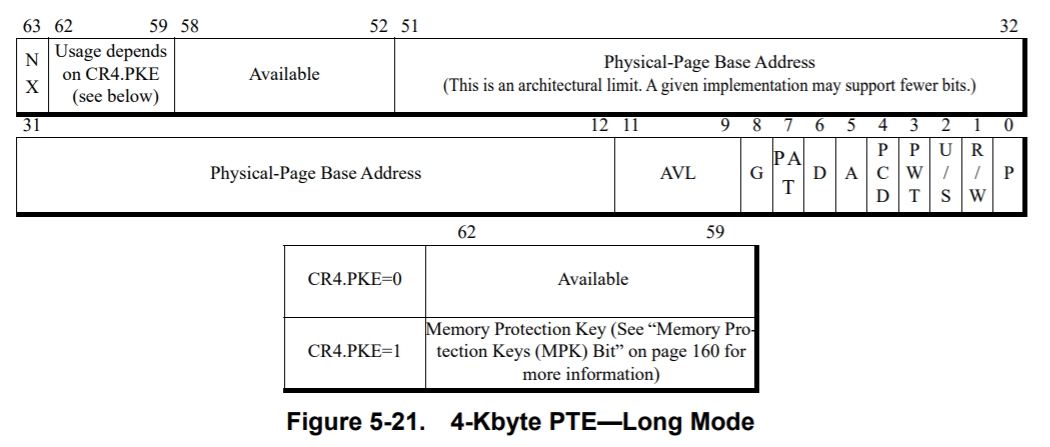 63 62 59 58 52 51 32
N
X
Usage depends
on CR4.PKE
(see below)
Available
Physical-Page Base Address
(This is an architectural limit. A given implementation may support fewer bits.)
31 12 11 9 8 7 6 5 4 3 2 1 0
Physical-Page Base Address
AVL
G
PA
T
D
A
P
C
D
P
W
T
U
/
S
R
/
W
P
62 59
CR4.PKE=0
Available
CR4.PKE=1
Memory Protection Key (See “Memory Pro-
tection Keys (MPK) Bit” on page 160 for
more information)
Figure 5-21. 4-Kbyte PTE—Long Mode